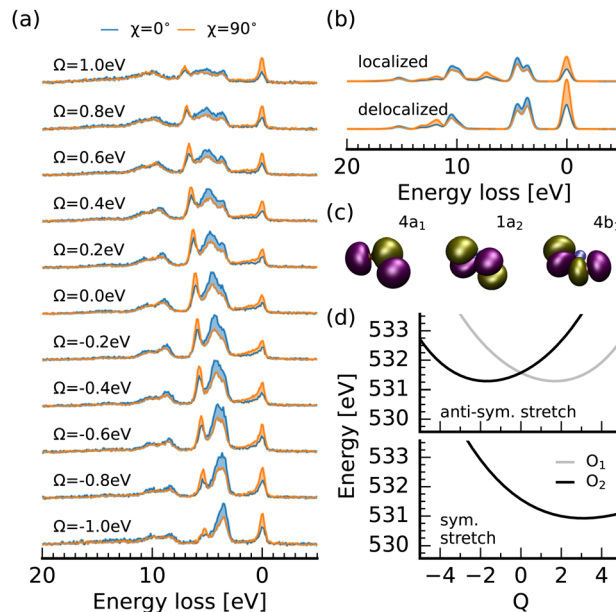 (a)
χ=0° χ=90°
Ω=1.0eV
Ω=0.8eV
Ω=0.6eV
Ω=0.4eV
Ω=0.2eV
Ω=0.0eV
Ω=-0.2eV
Ω=-0.4eV
Ω=-0.6eV
Ω=-0.8eV
Ω=-1.0eV
20 10 0
Energy loss [eV]
(b)
localized
delocalized
20 10 0
Energy loss [eV]
(c)
4a₁ 1a₂
(d)
533
532
531
530
Energy [eV]
anti-sym. stretch
533
532
531
530
O₁
O₂
sym.
stretch
−4 −2 0 2 4
Q